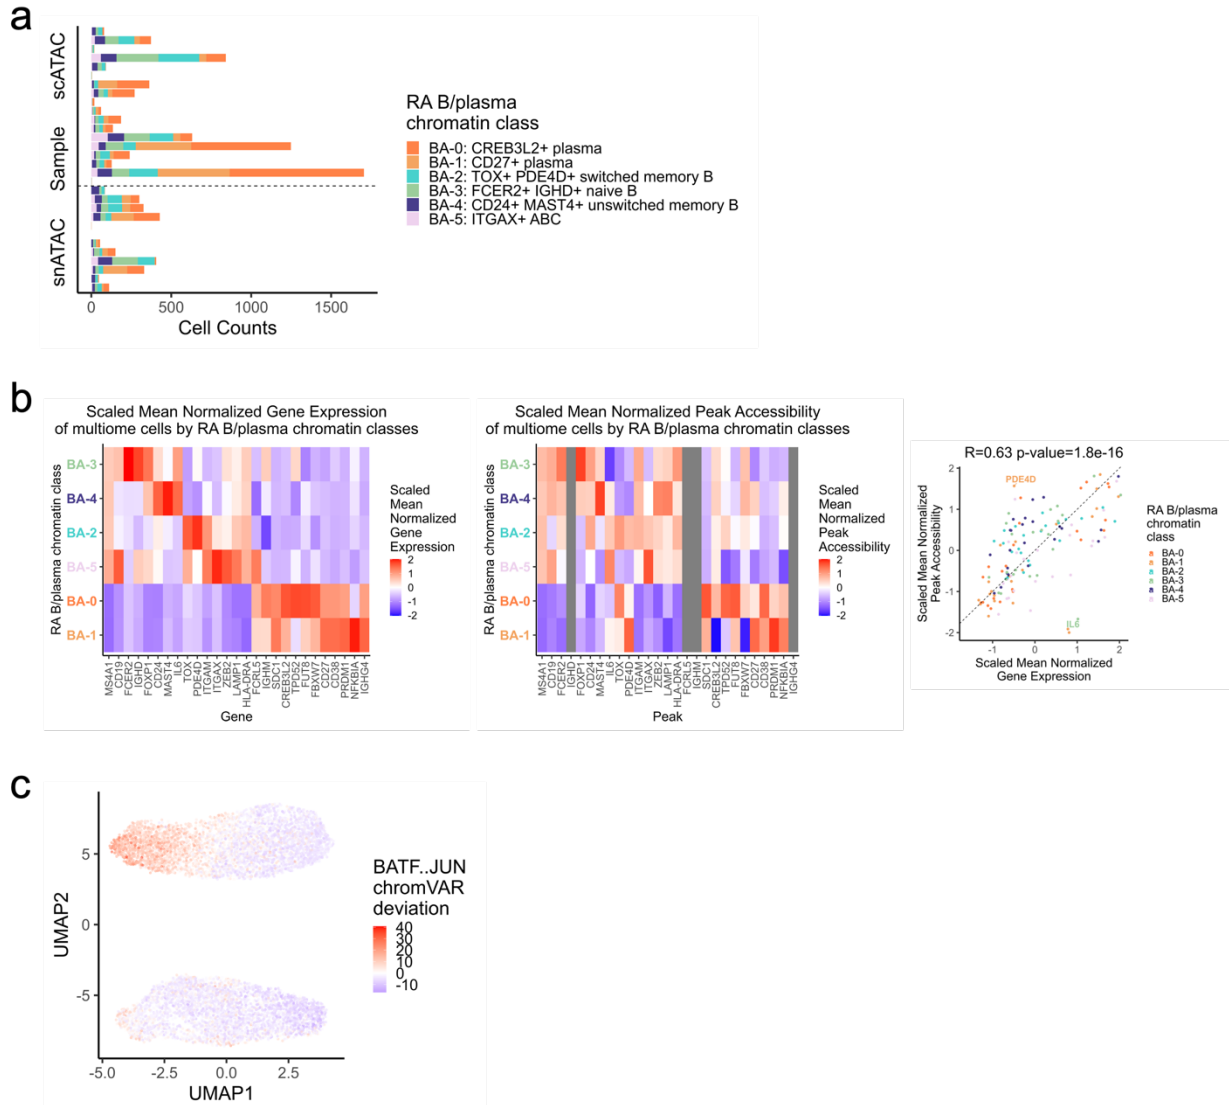 a
scATAC
Sample
snATAC
0
500
1000
1500
Cell Counts
RA B/plasma
chromatin class
BA-0: CREB3L2+ plasma
BA-1: CD27+ plasma
BA-2: TOX+ PDE4D+ switched memory B
BA-3: FCER2+ IGHD+ naive B
BA-4: CD24+ MAST4+ unswitched memory B
BA-5: ITGAX+ ABC
b
Scaled Mean Normalized Gene Expression
of multiome cells by RA B/plasma chromatin classes
RA B/plasma chromatin class
BA-3
BA-4
BA-2
BA-5
BA-0
BA-1
MS4A1
CD19
FCER2
IGHD
FOXP1
CD24
MAST4
IL6
TOX
PDE4D
ITGAM
ITGAX
ZEB2
LAMP1
HLA-DRA
FCRL5
IGHM
SDC1
CREB3L2
TPD52
FUT8
FBXW7
CD27
CD38
PRDM1
NFKBIA
IGHG4
Gene
Scaled
Mean
Normalized
Gene
Expression
2
1
0
-1
-2
Scaled Mean Normalized Peak Accessibility
of multiome cells by RA B/plasma chromatin classes
RA B/plasma chromatin class
BA-3
BA-4
BA-2
BA-5
BA-0
BA-1
MS4A1
CD19
FCER2
IGHD
FOXP1
CD24
MAST4
IL6
TOX
PDE4D
ITGAM
ITGAX
ZEB2
LAMP1
HLA-DRA
FCRL5
IGHM
SDC1
CREB3L2
TPD52
FUT8
FBXW7
CD27
CD38
PRDM1
NFKBIA
IGHG4
Peak
Scaled
Mean
Normalized
Peak
Accessibility
2
1
0
-1
-2
R=0.63 p-value=1.8e-16
Scaled Mean Normalized
Peak Accessibility
2
1
0
-1
-2
PDE4D
IL6
-1
0
1
2
Scaled Mean Normalized
Gene Expression
RA B/plasma
chromatin
class
BA-0
BA-1
BA-2
BA-3
BA-4
BA-5
c
UMAP2
5
0
-5
-5.0
-2.5
0.0
2.5
UMAP1
BATF..JUN
chromVAR
deviation
40
30
20
10
0
-10